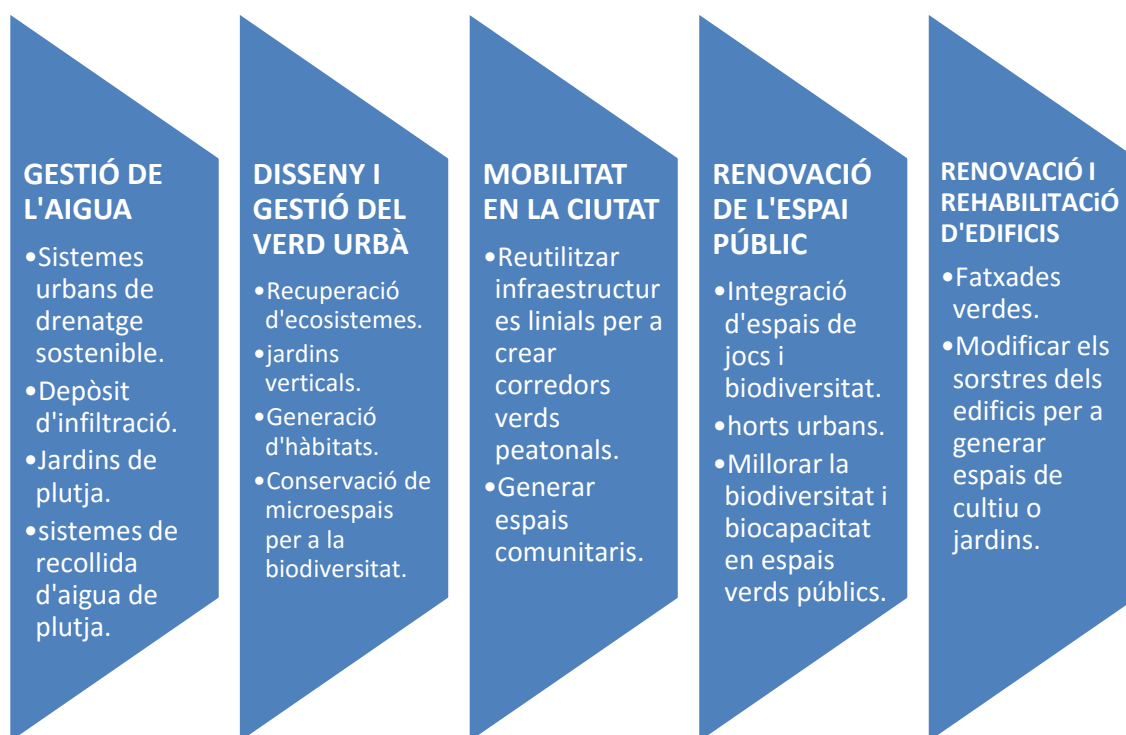 GESTIÓ DE
L'AIGUA
•Sistemes
urbans de
drenatge
sostenible.
•Depòsit
d'infiltració.
•Jardins de
plutja.
•sistemes de
recollida
d'aigua de
plutja.
DISSENY I
GESTIÓ DEL
VERD URBÀ
•Recuperació
d'ecosistemes.
•jardins
verticals.
•Generació
d'hàbitats.
•Conservació de
microespais
per a la
biodiversitat.
MOBILITAT
EN LA CIUTAT
•Reutilitzar
infraestructur
es linials per a
crear
corredors
verds
peatonals.
•Generar
espais
comunitaris.
RENOVACIÓ
DE L'ESPAI
PÚBLIC
•Integració
d'espais de
jocs i
biodiversitat.
•horts urbans.
•Millorar la
biodiversitat i
biocapacitat
en espais
verds públics.
RENOVACIÓ I
REHABILITACiÓ
D'EDIFICIS
•Fatxades
verdes.
•Modificar els
sorstres dels
edificis per a
generar
espais de
cultiu o
jardins.